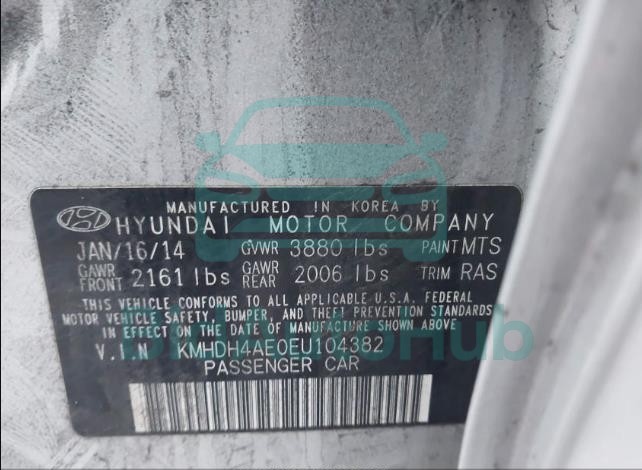 MANUFACTURED IN KOREA BY
HYUNDAI MOTOR COMPANY
JAN/16/14 GVWR 3880 lbs PAINT MTS
GAWR FRONT 2161 lbs GAWR REAR 2006 lbs TRIM RAS
THIS VEHICLE CONFORMS TO ALL APPLICABLE U.S.A. FEDERAL
MOTOR VEHICLE SAFETY, BUMPER, AND THEFT PREVENTION STANDARDS
IN EFFECT ON THE DATE OF MANUFACTURE SHOWN ABOVE.
V.I.N KMHDH4AE0EU104382
PASSENGER CAR